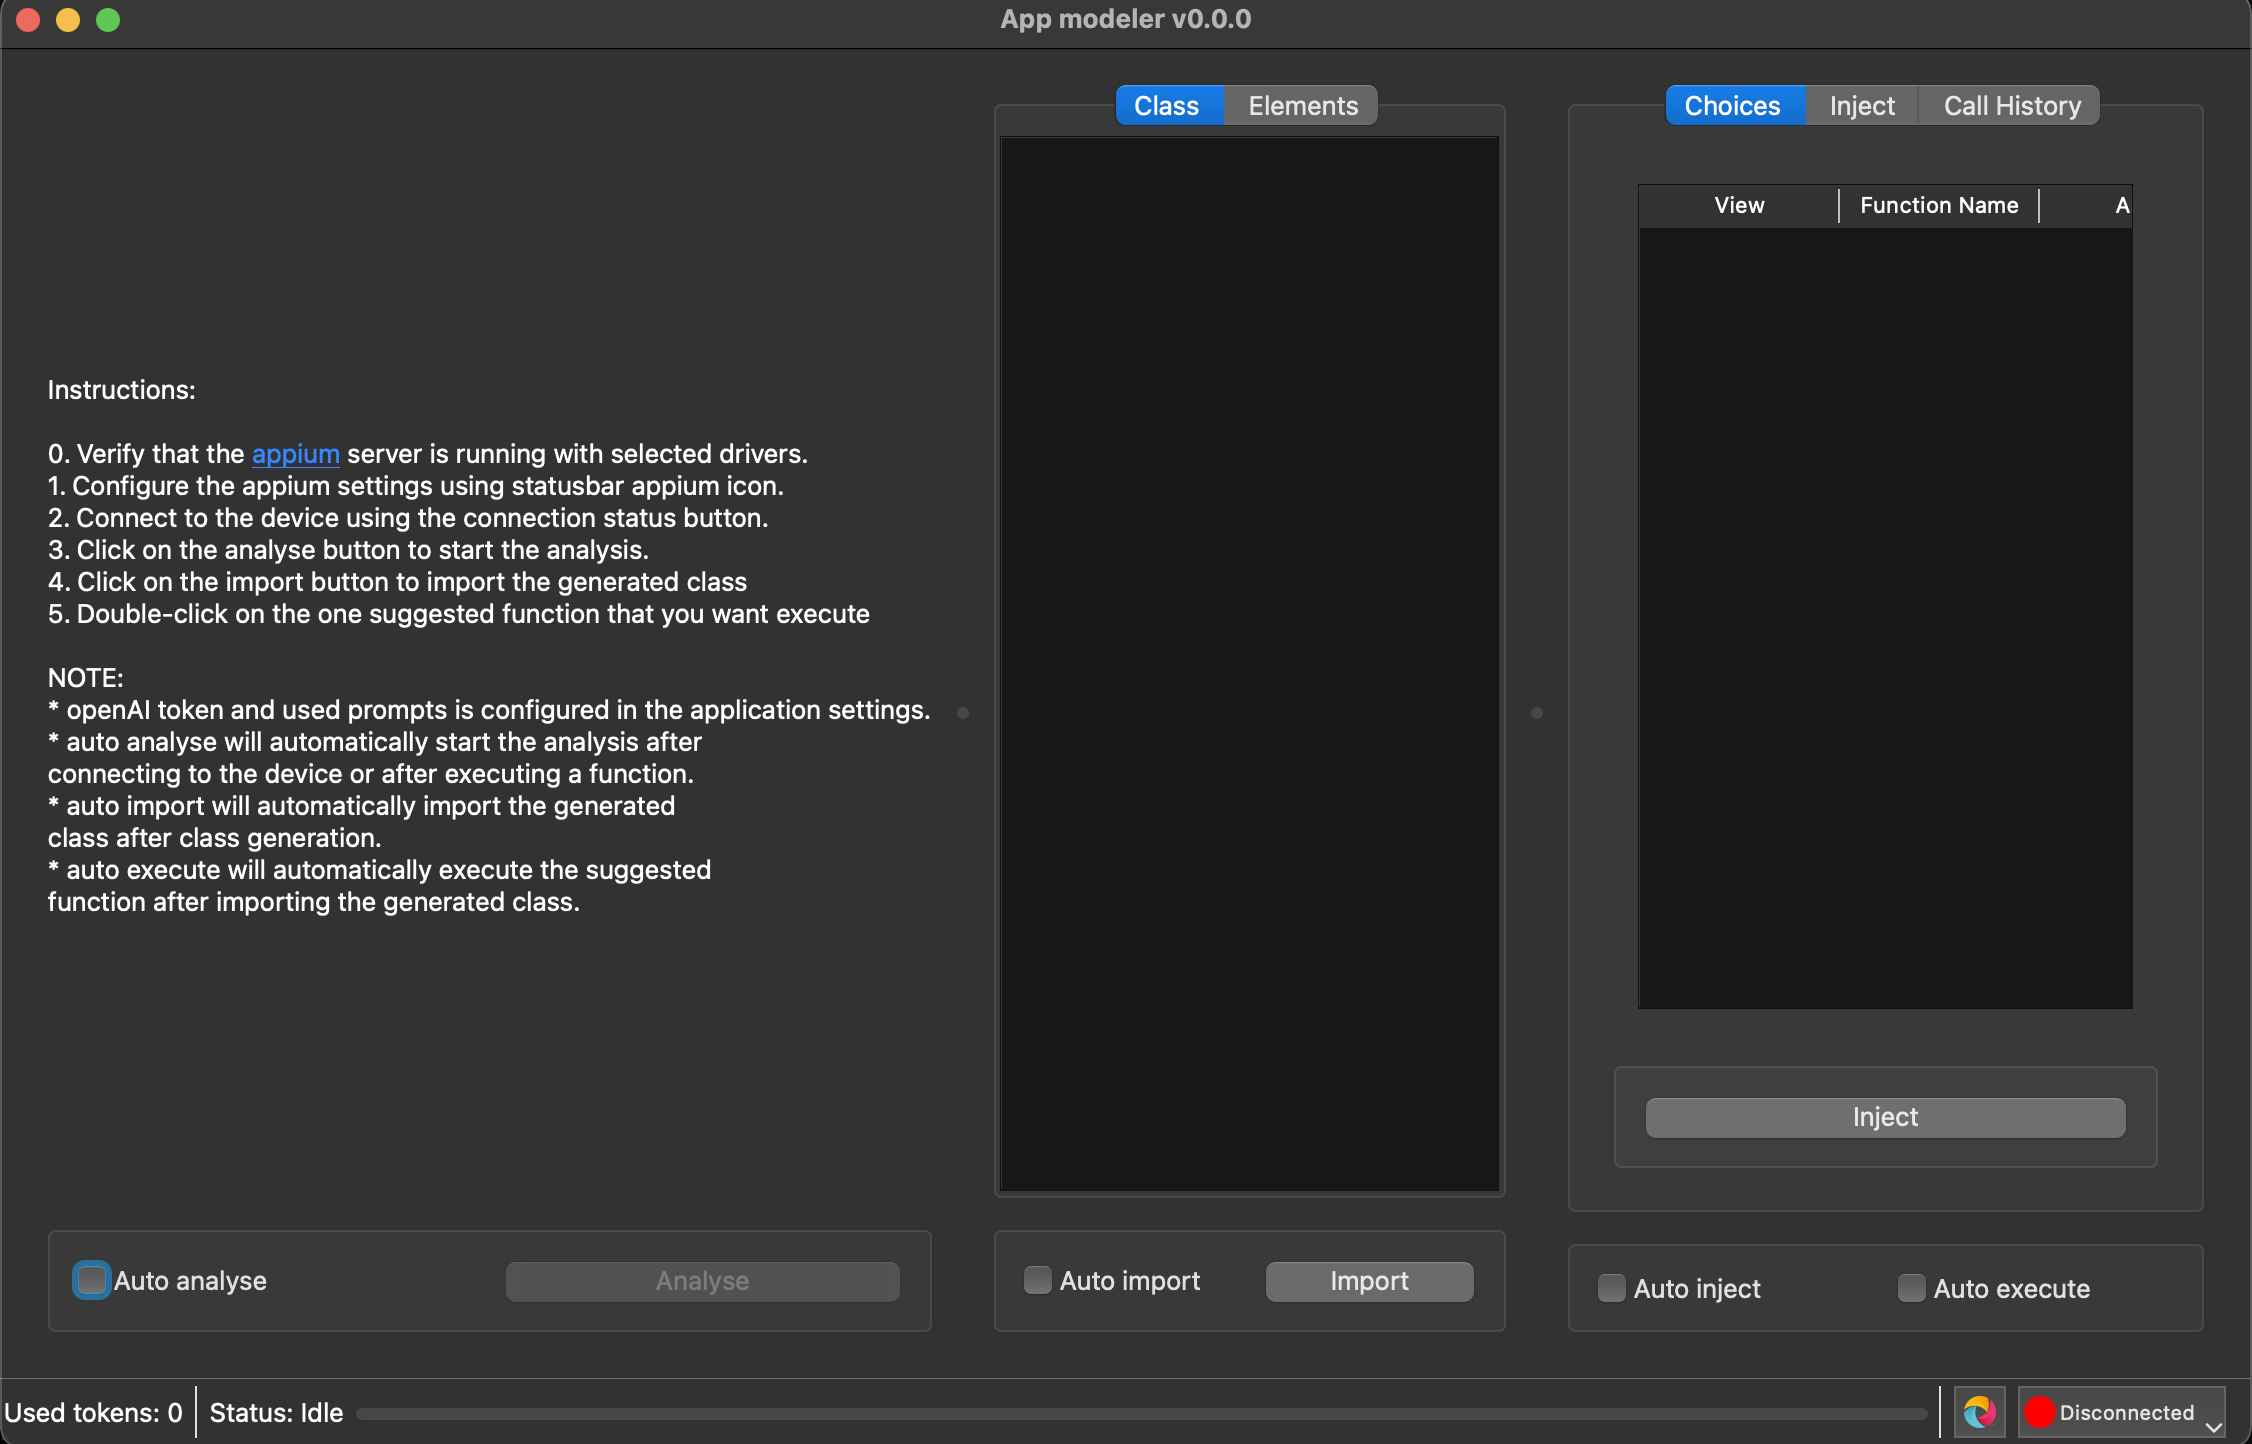 App modeler v0.0.0
Class
Elements
Choices
Inject
Call History
View
Function Name
A
Instructions:
0. Verify that the appium server is running with selected drivers.
1. Configure the appium settings using statusbar appium icon.
2. Connect to the device using the connection status button.
3. Click on the analyse button to start the analysis.
4. Click on the import button to import the generated class
5. Double-click on the one suggested function that you want execute
NOTE:
* openAI token and used prompts is configured in the application settings.
* auto analyse will automatically start the analysis after
connecting to the device or after executing a function.
* auto import will automatically import the generated
class after class generation.
* auto execute will automatically execute the suggested
function after importing the generated class.
Inject
Auto analyse
Analyse
Auto import
Import
Auto inject
Auto execute
Used tokens: 0
Status: Idle
Disconnected